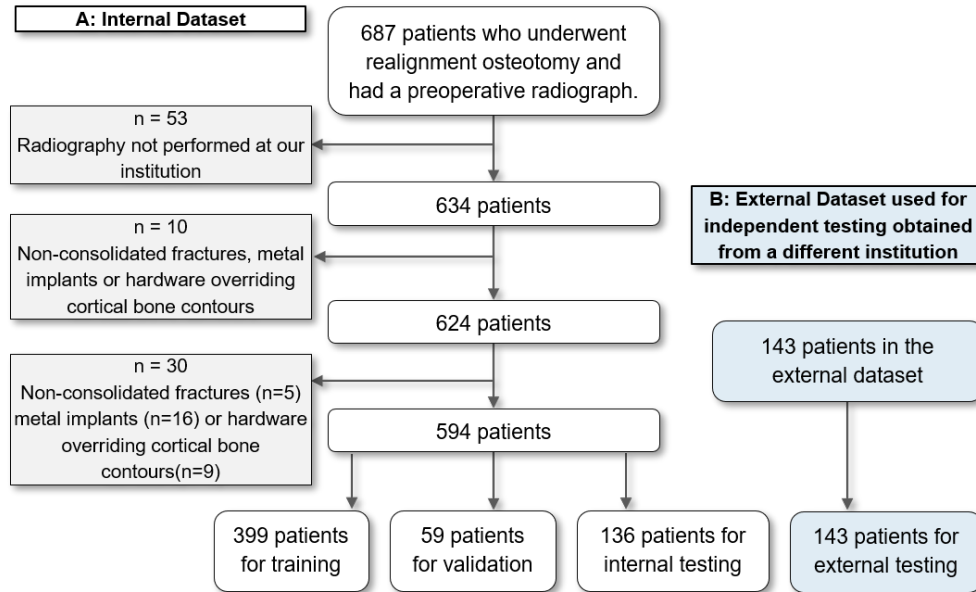 A: Internal Dataset
687 patients who underwent
realignment osteotomy and
had a preoperative radiograph.
n = 53
Radiography not performed at our
institution
634 patients
n = 10
Non-consolidated fractures, metal
implants or hardware overriding
cortical bone contours
624 patients
n = 30
Non-consolidated fractures (n=5)
metal implants (n=16) or hardware
overriding cortical bone
contours(n=9)
594 patients
399 patients
for training
59 patients
for validation
136 patients for
internal testing
B: External Dataset used for
independent testing obtained
from a different institution
143 patients in the
external dataset
143 patients for
external testing